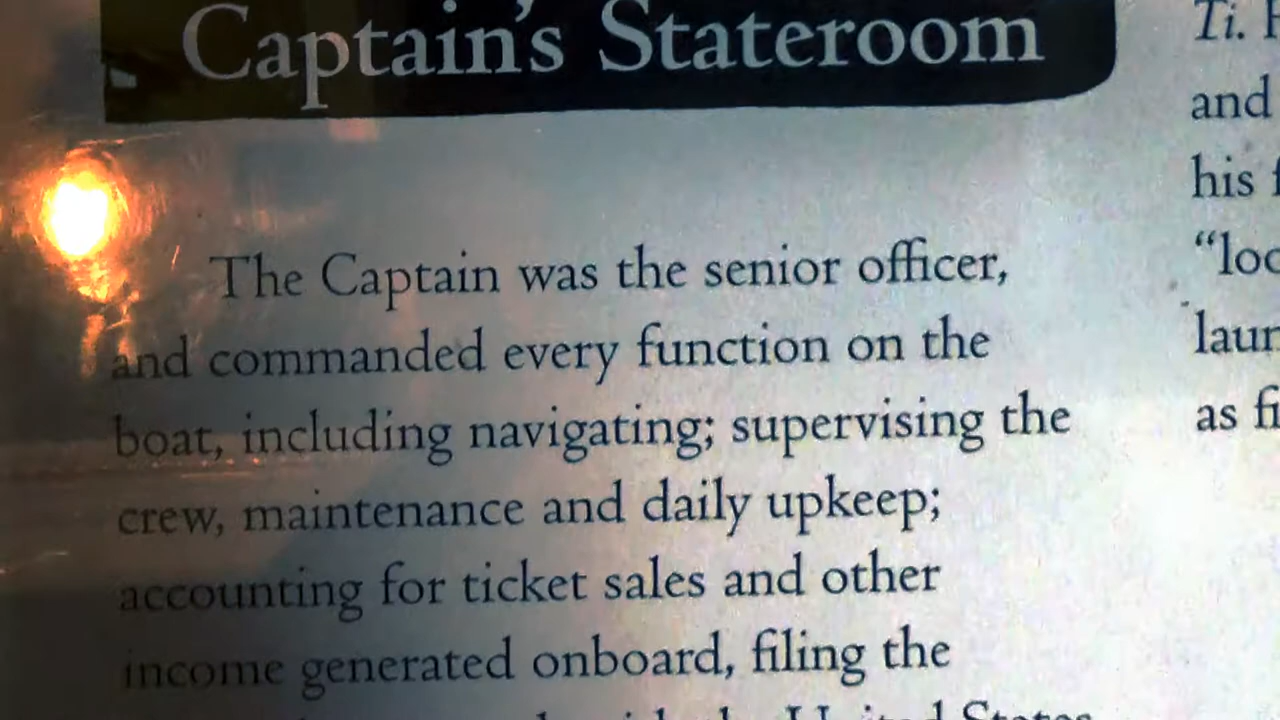 Captain's Stateroom
The Captain was the senior officer,
and commanded every function on the
boat, including navigating; supervising the
crew, maintenance and daily upkeep;
accounting for ticket sales and other
income generated onboard, filing the
United States
Ti.
and
his
as